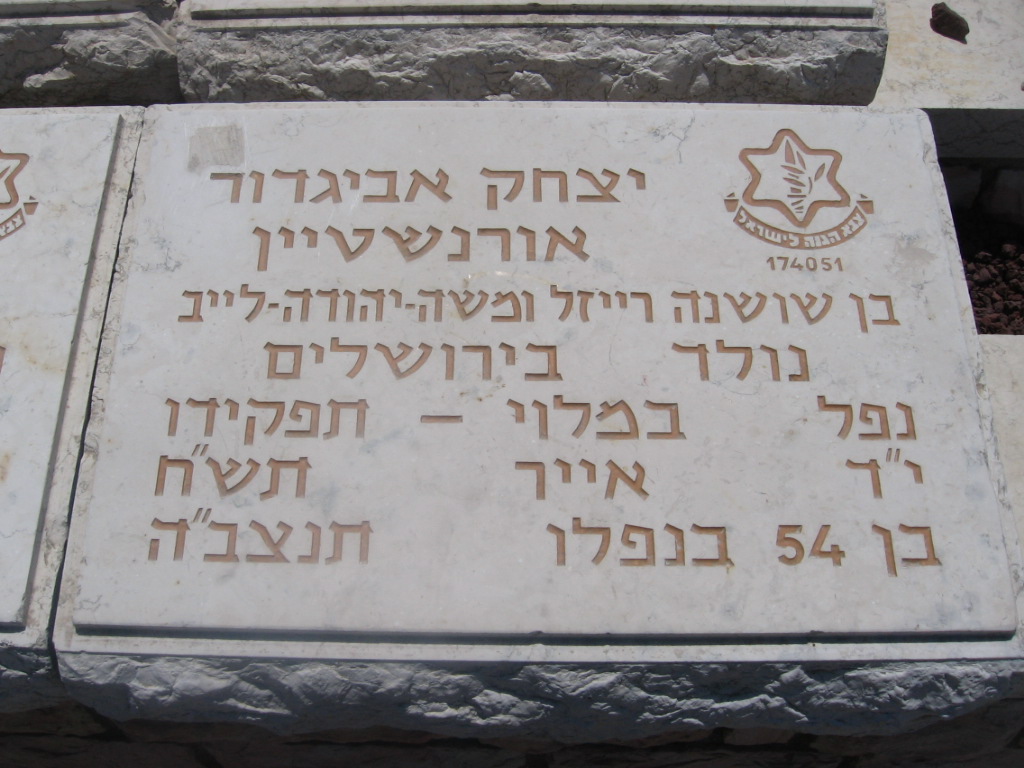 צבא הגנה לישראל
174051
יצחק אביגדור
אורנשטיין
בן שושנה רייזל ומשה-יהודה-לייב
נולד בירושלים
נפל במלוי - תפקידו
י"ד אייר תש"ח
בן 54 בנפלו תנצב"ה